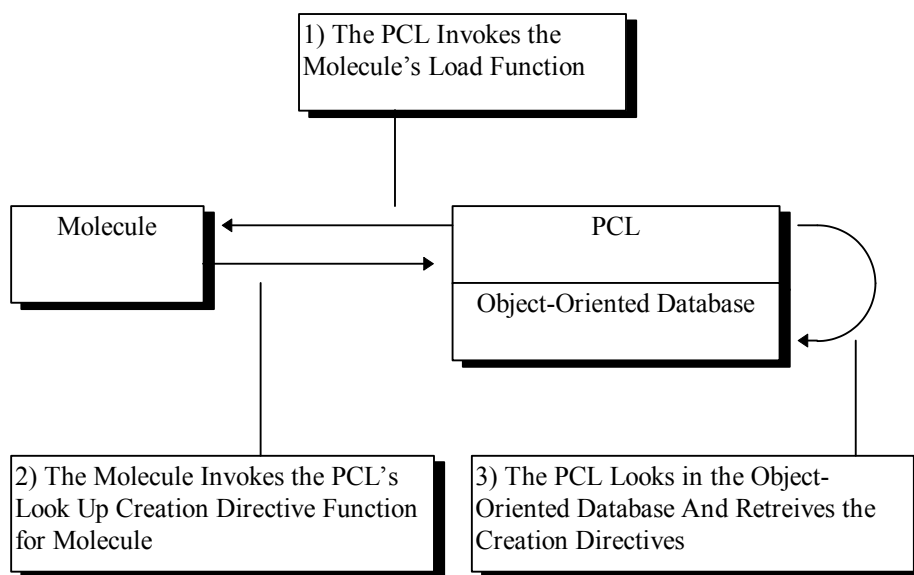 1) The PCL Invokes the
Molecule’s Load Function
Molecule
PCL
Object-Oriented Database
2) The Molecule Invokes the PCL’s
Look Up Creation Directive Function
for Molecule
3) The PCL Looks in the Object-
Oriented Database And Retreives the
Creation Directives